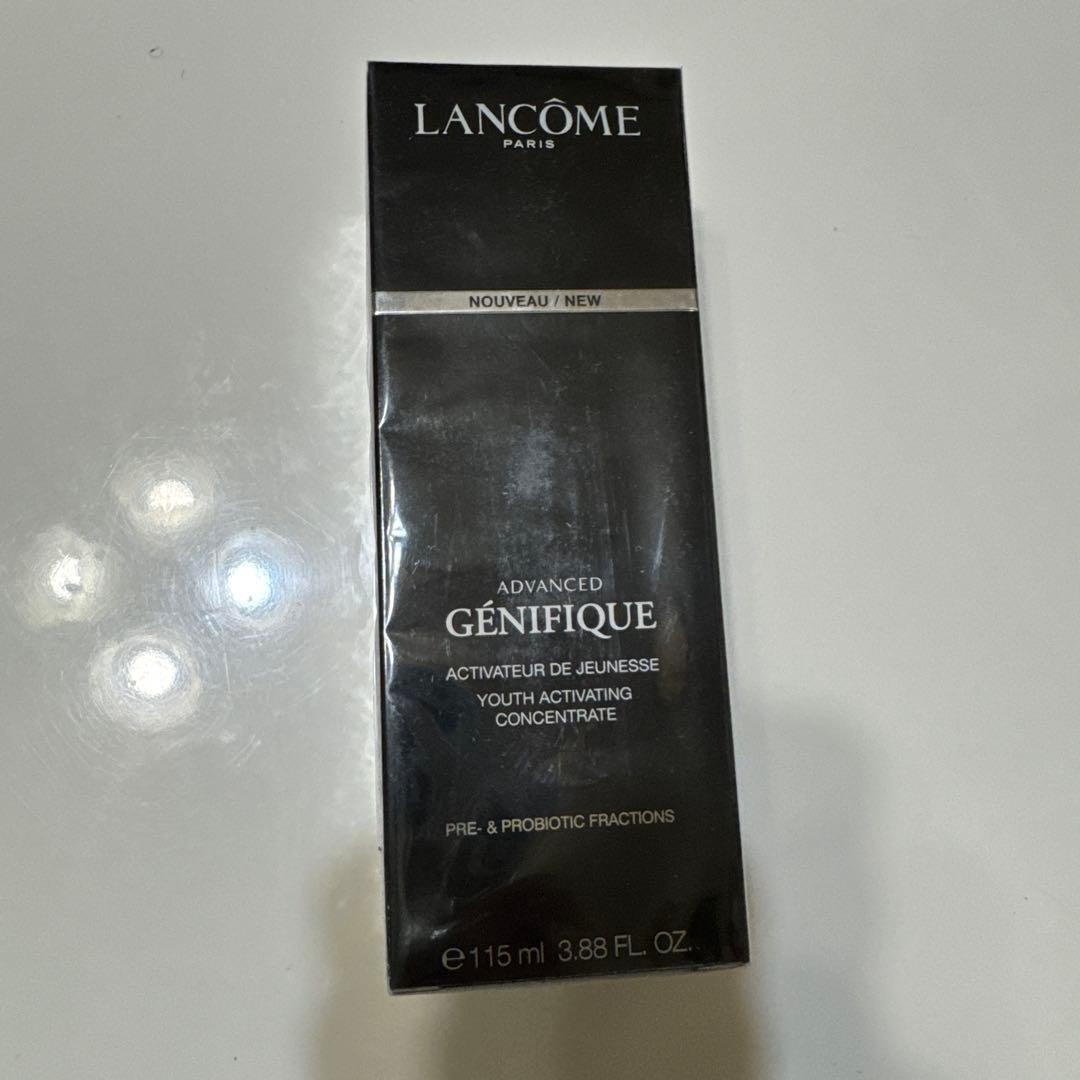 LANCÔME
PARIS
NOUVEAU / NEW
ADVANCED
GÉNIFIQUE
ACTIVATEUR DE JEUNESSE
YOUTH ACTIVATING
CONCENTRATE
PRE- & PROBIOTIC FRACTIONS
℮115 ml 3.88 FL. OZ.